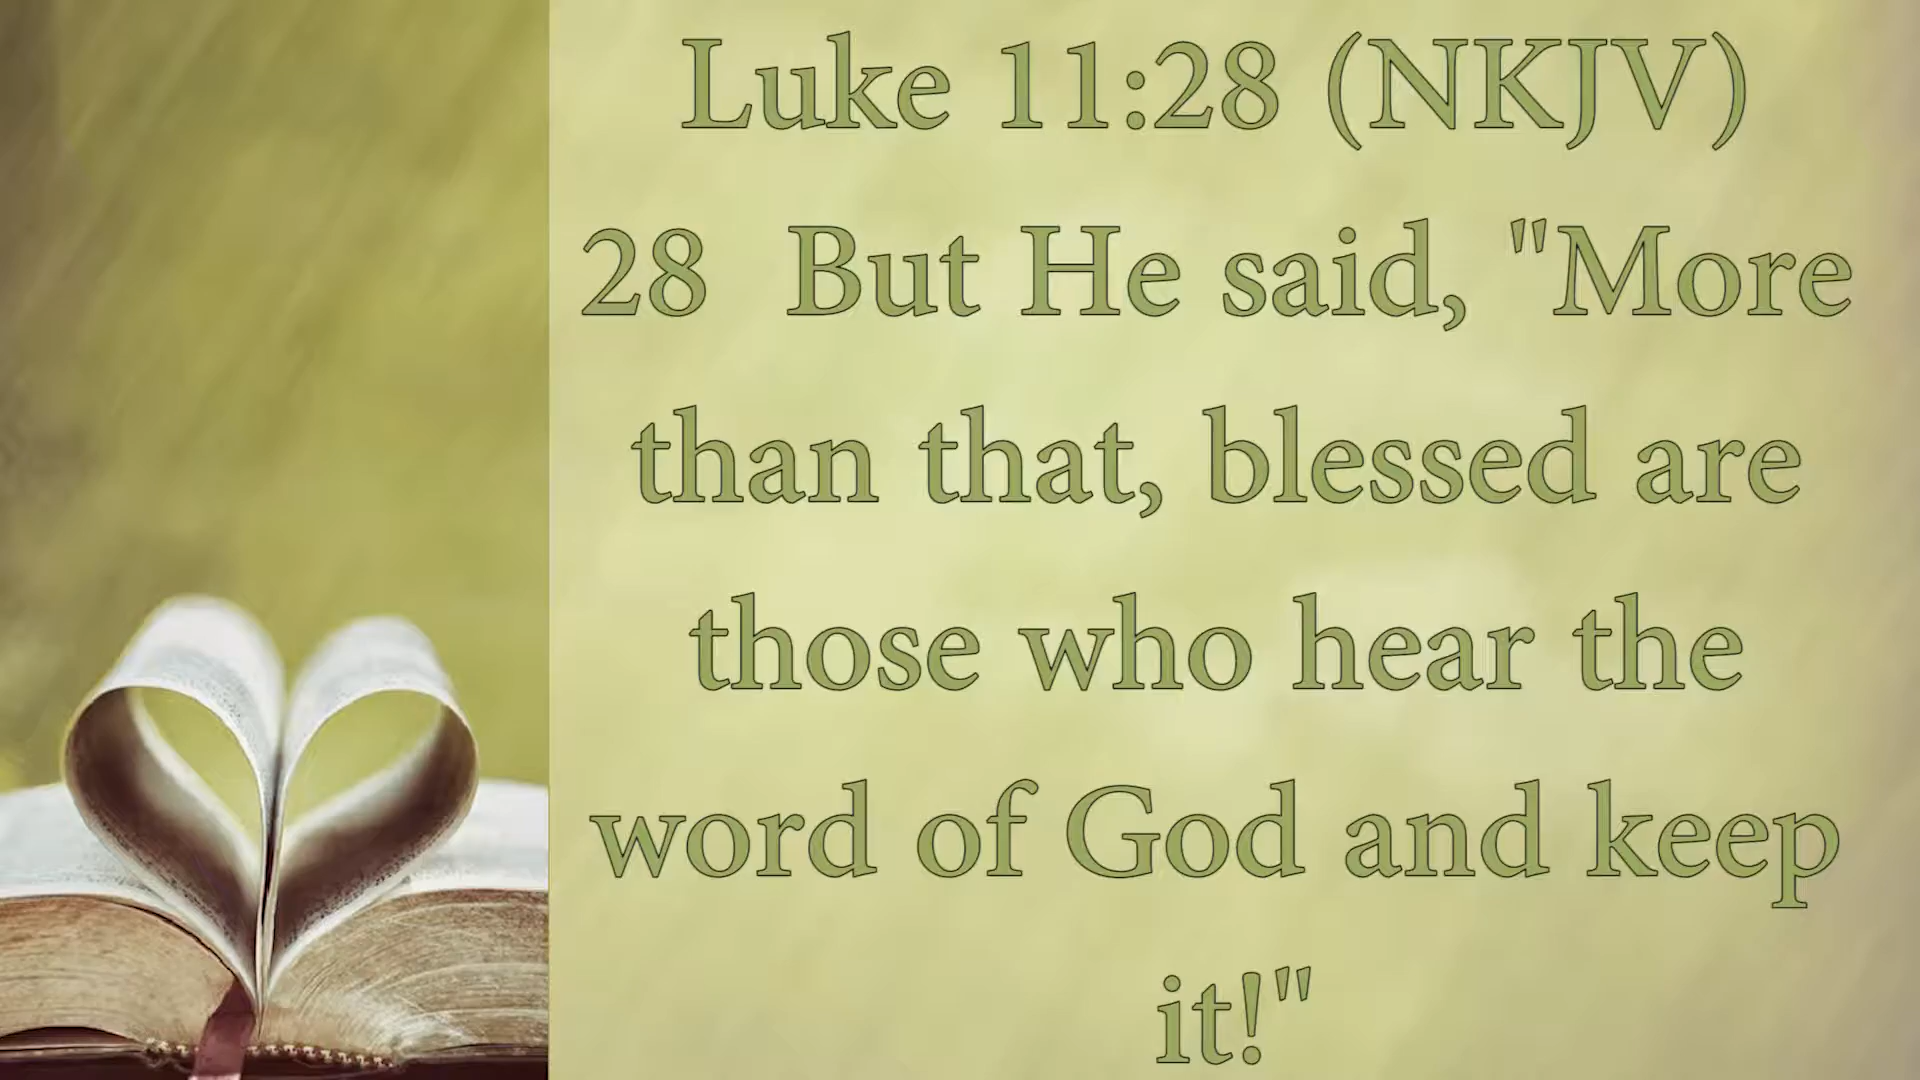 Luke 11:28 (NKJV)
28  But He said, "More
than that, blessed are
those who hear the
word of God and keep
it!"